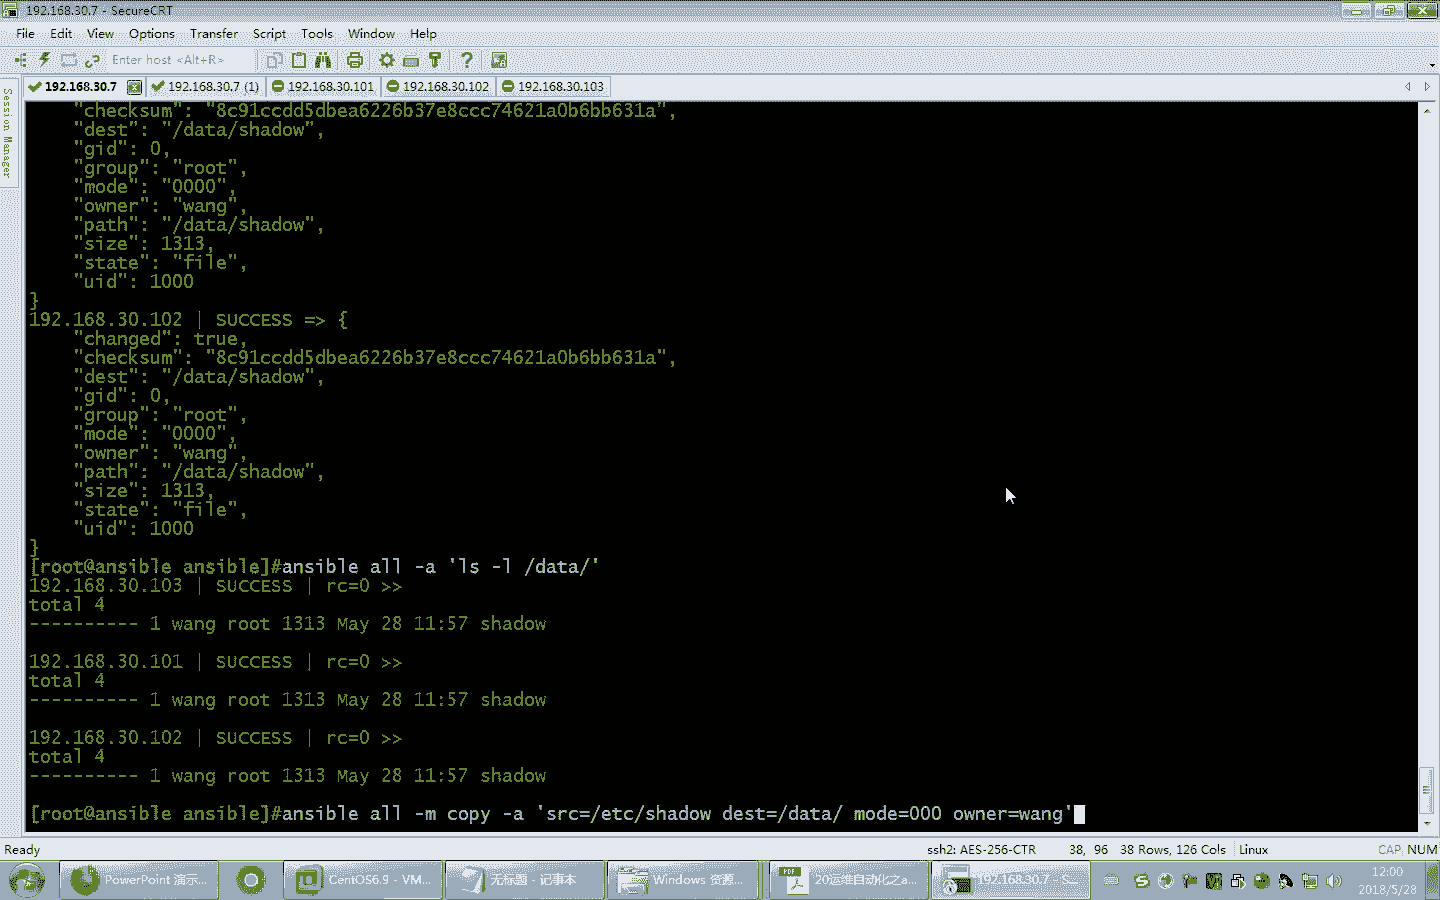 192.168.30.7 - SecureCRT
File Edit View Options Transfer Script Tools Window Help
Enter host <Alt+R>
Session Manager
192.168.30.7 192.168.30.7 (1) 192.168.30.101 192.168.30.102 192.168.30.103
"checksum": "8c91ccdd5dbea6226b37e8ccc74621a0b6bb631a",
"dest": "/data/shadow",
"gid": 0,
"group": "root",
"mode": "0000",
"owner": "wang",
"path": "/data/shadow",
"size": 1313,
"state": "file",
"uid": 1000
}
192.168.30.102 | SUCCESS => {
"changed": true,
"checksum": "8c91ccdd5dbea6226b37e8ccc74621a0b6bb631a",
"dest": "/data/shadow",
"gid": 0,
"group": "root",
"mode": "0000",
"owner": "wang",
"path": "/data/shadow",
"size": 1313,
"state": "file",
"uid": 1000
}
[root@ansible ansible]#ansible all -a 'ls -l /data/'
192.168.30.103 | SUCCESS | rc=0 >>
total 4
---------- 1 wang root 1313 May 28 11:57 shadow
192.168.30.101 | SUCCESS | rc=0 >>
total 4
---------- 1 wang root 1313 May 28 11:57 shadow
192.168.30.102 | SUCCESS | rc=0 >>
total 4
---------- 1 wang root 1313 May 28 11:57 shadow
[root@ansible ansible]#ansible all -m copy -a 'src=/etc/shadow dest=/data/ mode=000 owner=wang'
Ready ssh2: AES-256-CTR 38, 96 38 Rows, 126 Cols Linux CAP NUM
PowerPoint 演示... CentOS6.9 - VM... 无标题 - 记事本 Windows 资源... 20运维自动化之a... 192.168.30.7 - S... 12:00
2018/5/28